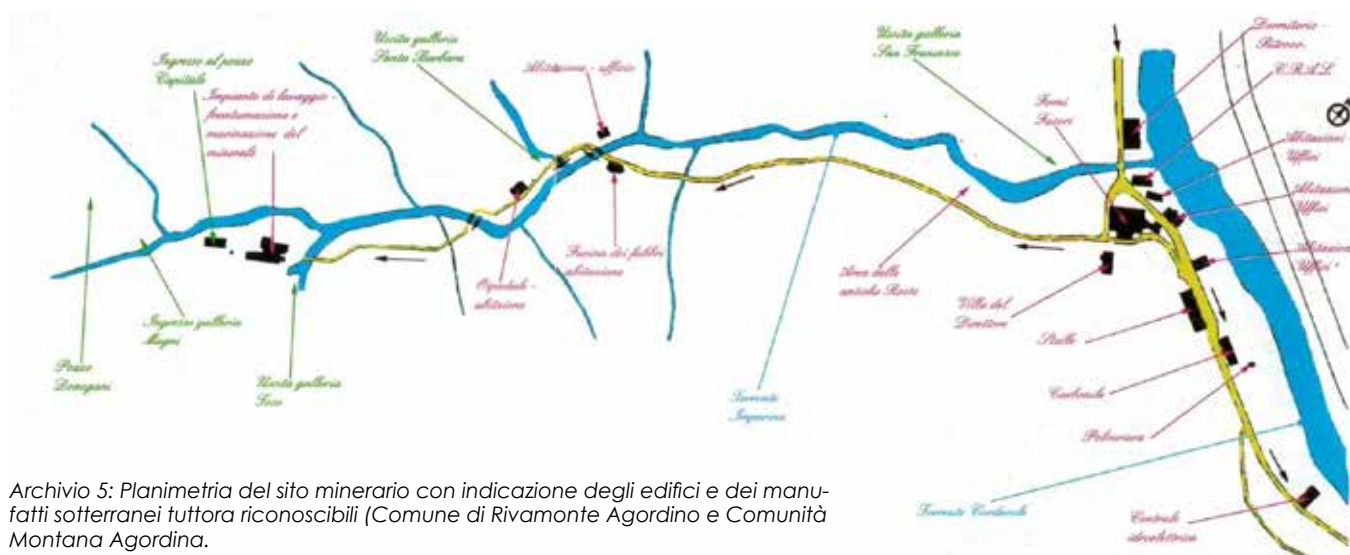 Ingresso al pozzo
Capitale
Impianto di lavaggio -
frantumazione e
macinazione del
minerale
Uscita galleria
Santa Barbara
Abitazione - ufficio
Uscita galleria
San Francesco
Forni
Fusori
Dormitorio -
Ristoro
C.R.A.L.
Abitazioni -
Uffici
Abitazioni
Uffici
Abitazioni
Uffici
Pozzo
Donegani
Ingresso galleria
Magni
Uscita galleria
Ospedale -
abitazione
Fucina dei fabbri
abitazione
Torrente
Imperina
Area delle
antiche Roste
Villa del
Direttore
Stalle
Carbonile
Polveriera
Torrente Cordevole
Centrale
idroelettrica
Archivio 5: Planimetria del sito minerario con indicazione degli edifici e dei manu-
fatti sotterranei tuttora riconoscibili (Comune di Rivamonte Agordino e Comunità
Montana Agordina.